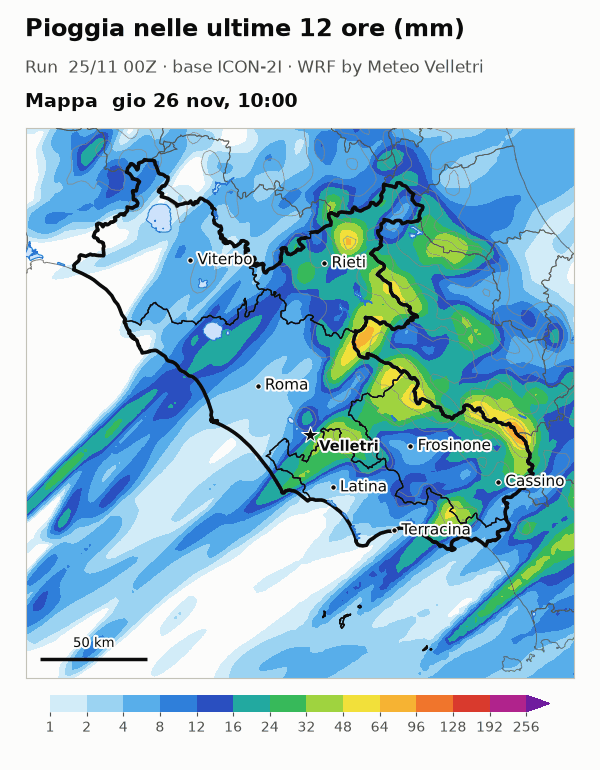 Pioggia nelle ultime 12 ore (mm)
Run  25/11 00Z · base ICON-2I · WRF by Meteo Velletri
Mappa  gio 26 nov, 10:00
Viterbo
Rieti
Roma
Velletri
Frosinone
Latina
Cassino
Terracina
50 km
1 2 4 8 12 16 24 32 48 64 96 128 192 256